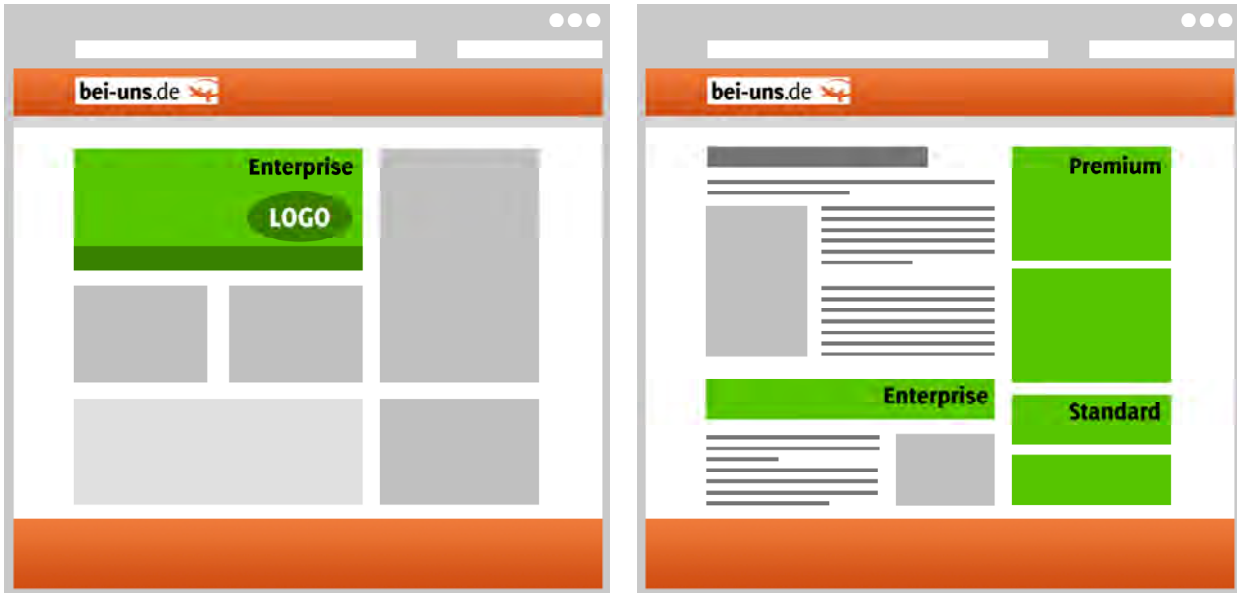 bei-uns.de
Enterprise
LOGO
bei-uns.de
Premium
Enterprise
Standard